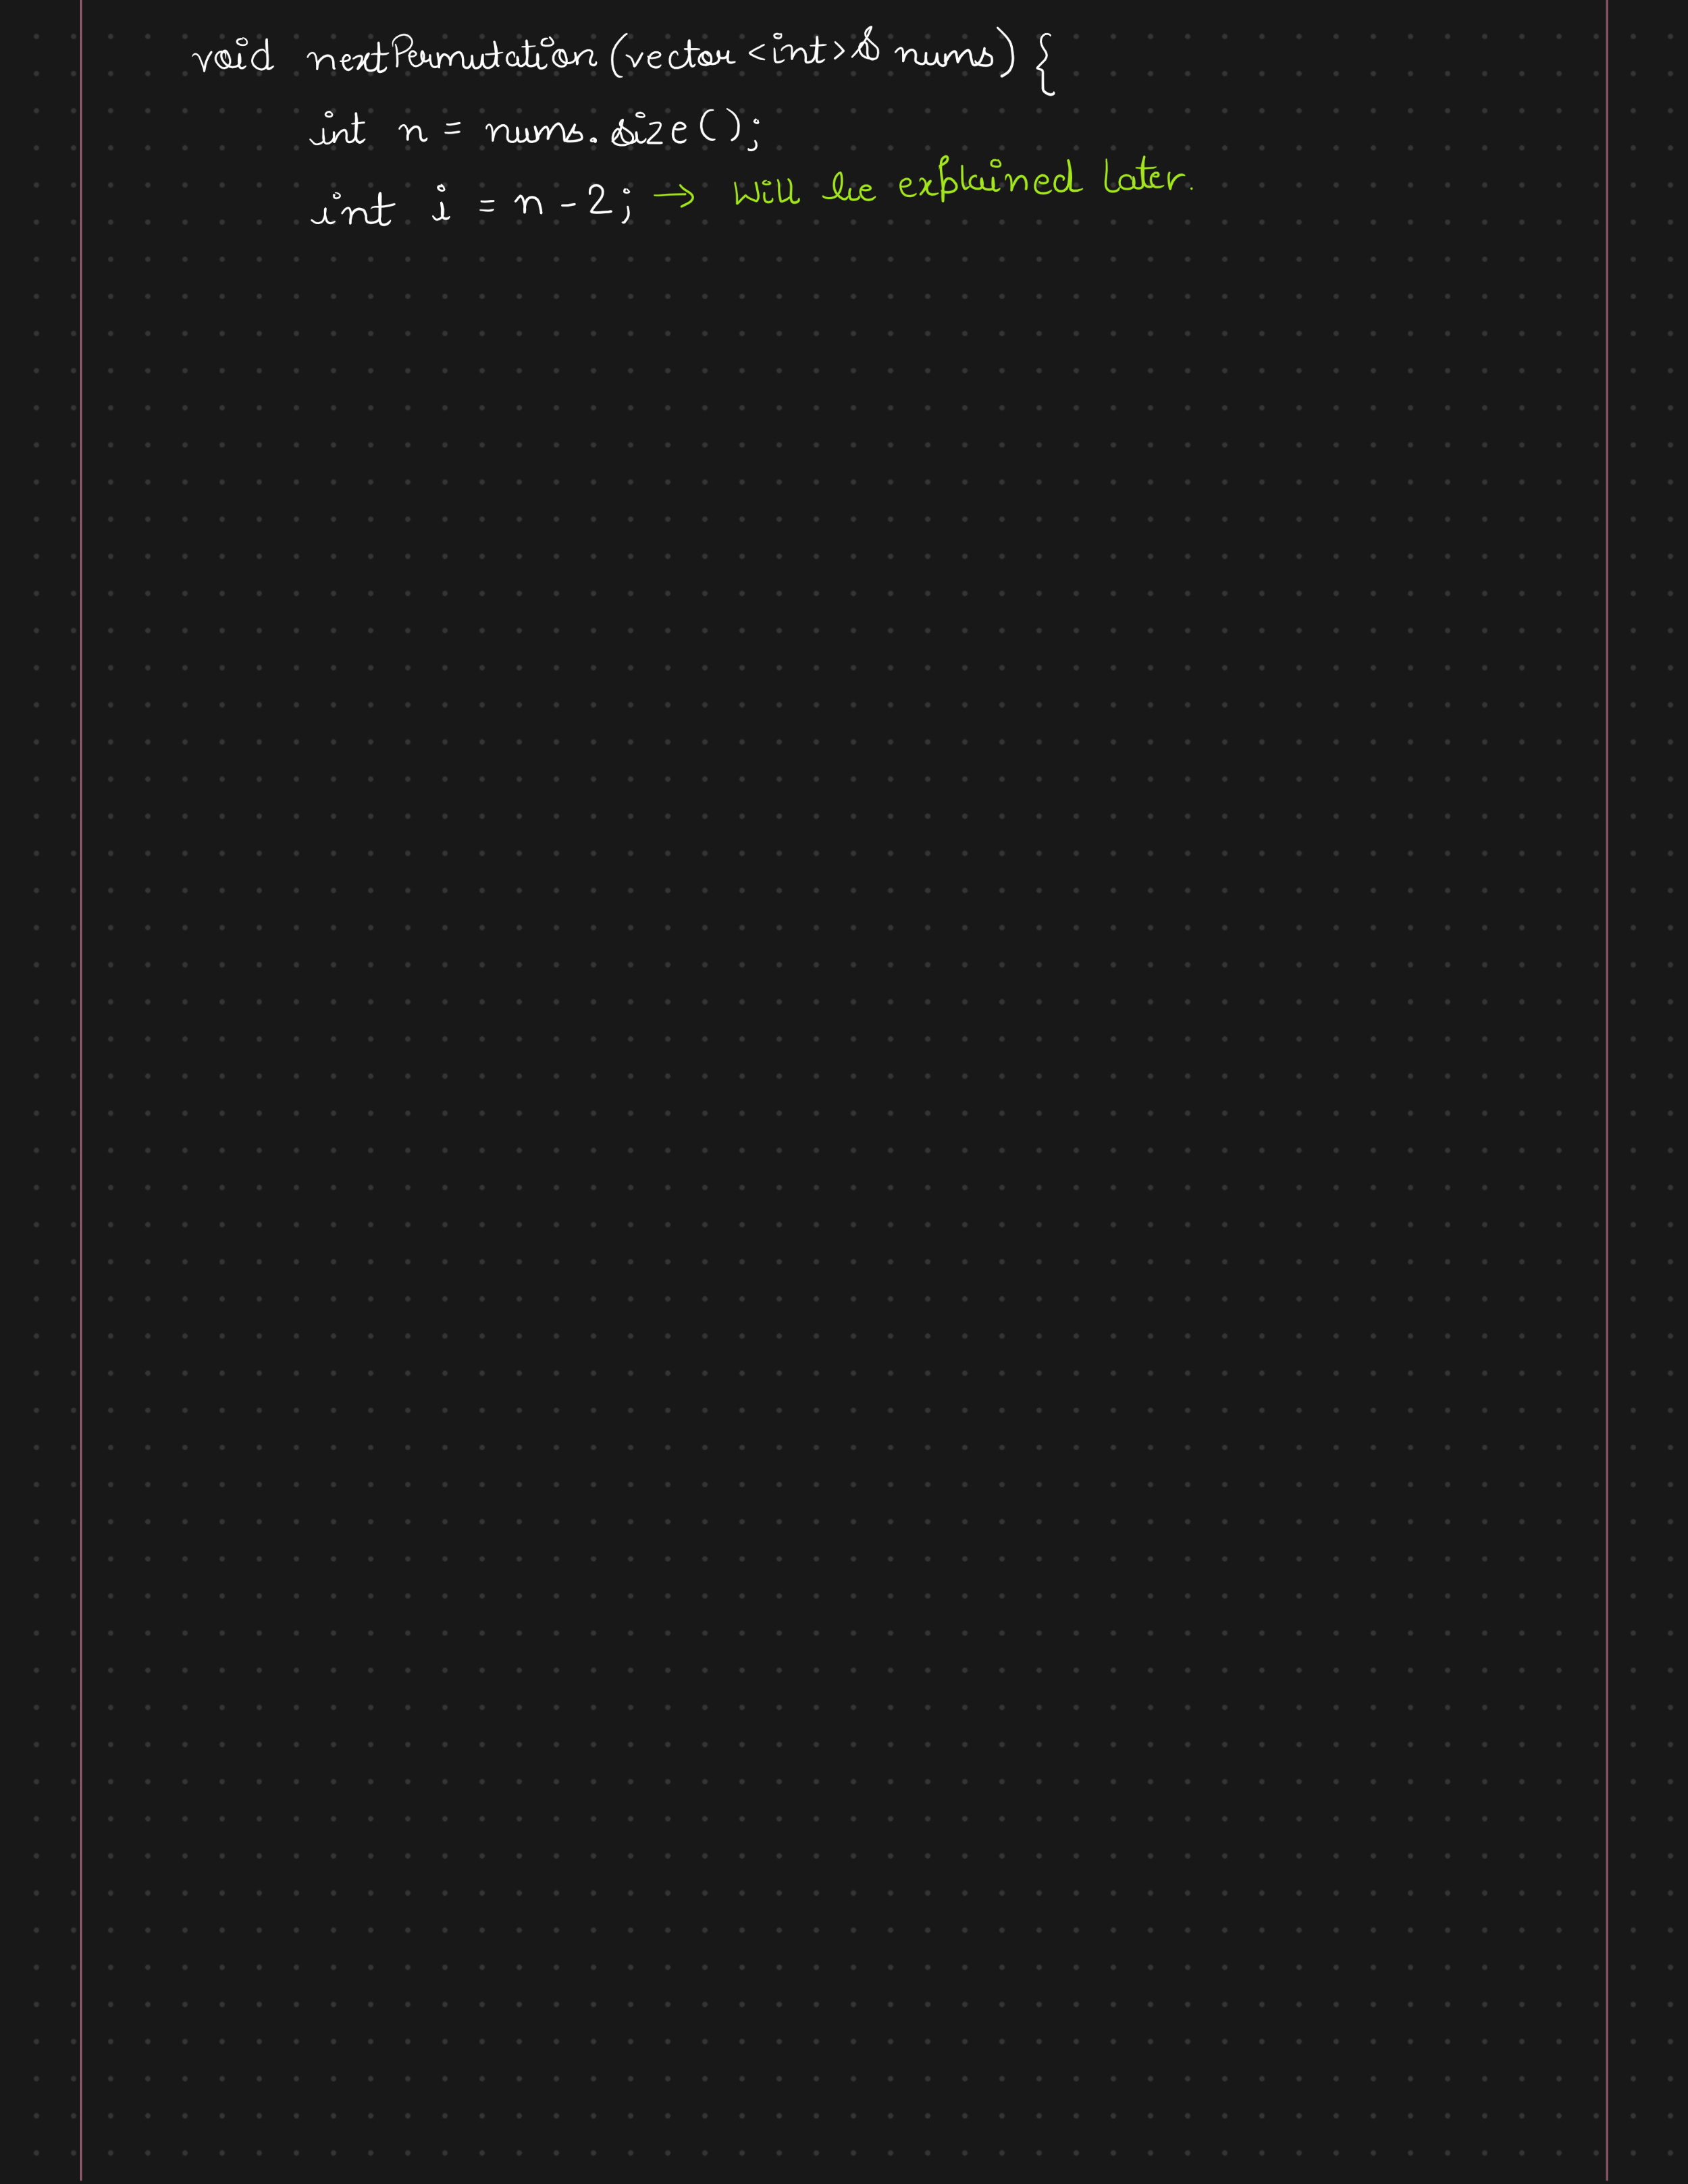 void nextPermutation(vector<int>& nums) {
int n = nums.size();
int i = n - 2; → Will be explained later.